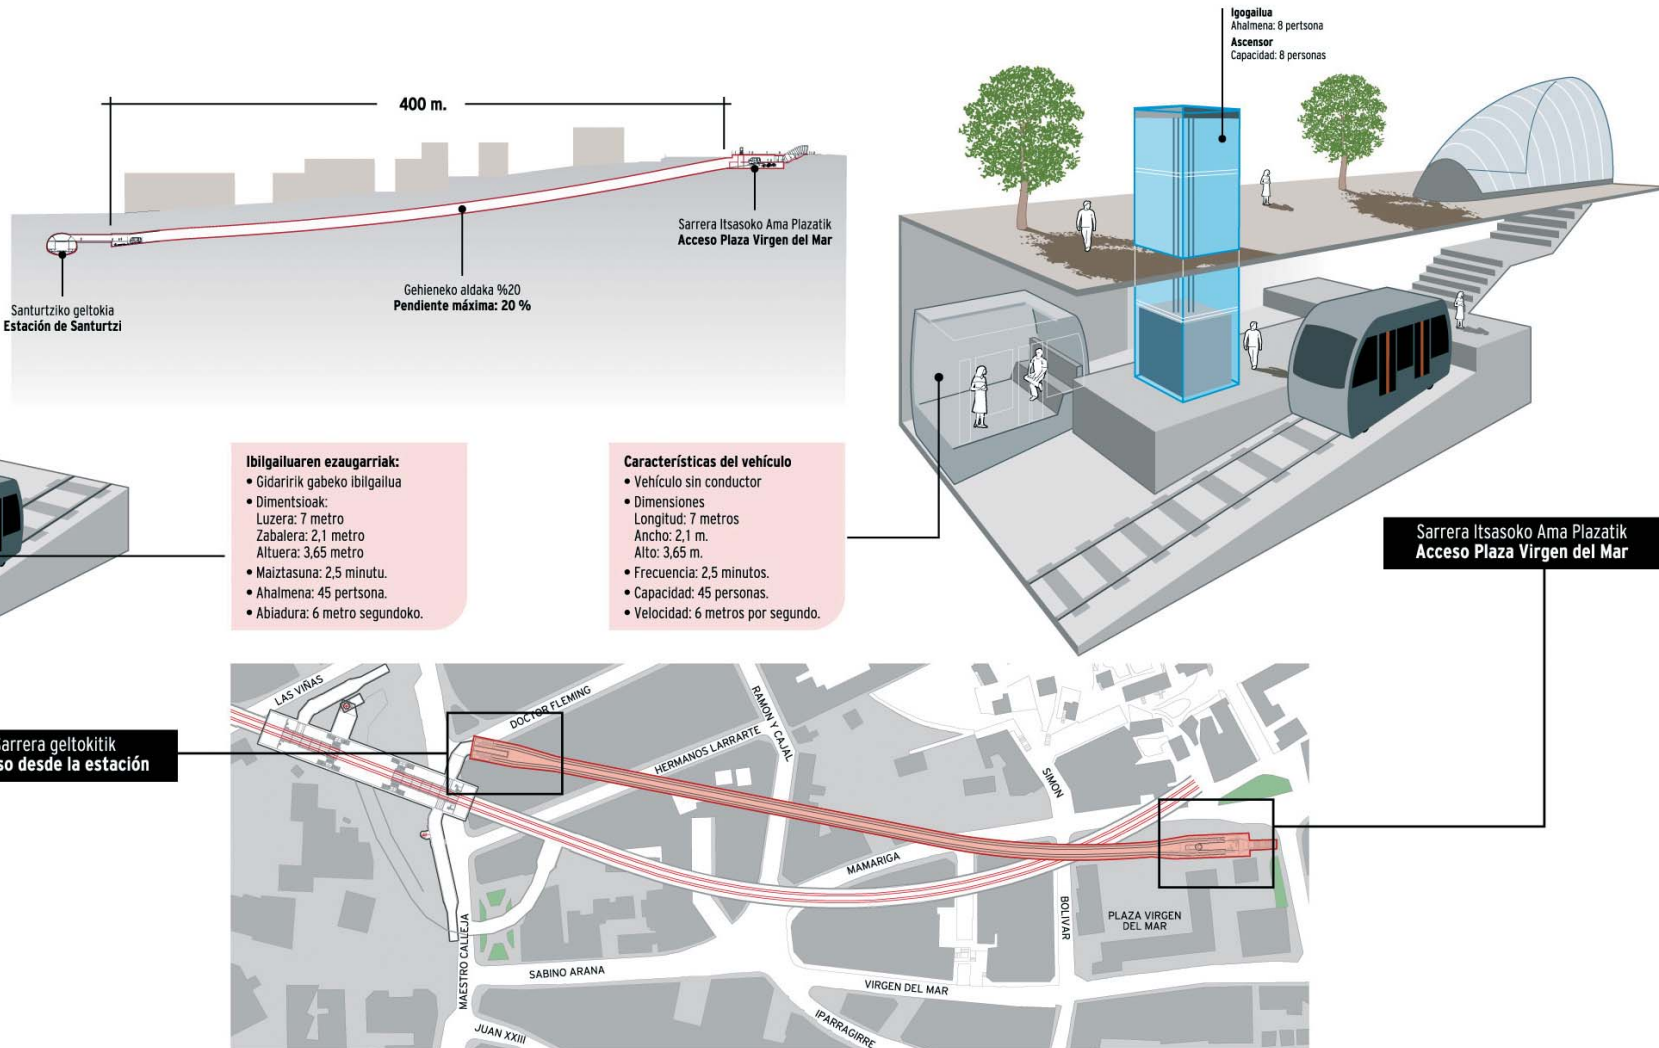 Igogailua
Ahalmena: 8 pertsona
Ascensor
Capacidad: 8 personas
400 m.
Sarrera Itsasoko Ama Plazatik
Acceso Plaza Virgen del Mar
Gehieneko aldaka %20
Pendiente máxima: 20 %
Santurtziko geltokia
Estación de Santurtzi
Ibilgailuaren ezaugarriak:
• Gidaririk gabeko ibilgailua
• Dimentsioak:
Luzera: 7 metro
Zabalera: 2,1 metro
Altuera: 3,65 metro
• Maiztasuna: 2,5 minutu.
• Ahalmena: 45 pertsona.
• Abiadura: 6 metro segundoko.
Características del vehículo
• Vehículo sin conductor
• Dimensiones
Longitud: 7 metros
Ancho: 2,1 m.
Alto: 3,65 m.
• Frecuencia: 2,5 minutos.
• Capacidad: 45 personas.
• Velocidad: 6 metros por segundo.
Sarrera Itsasoko Ama Plazatik
Acceso Plaza Virgen del Mar
geltokitik
desde la estación
LAS VIÑAS
DOCTOR FLEMING
HERMANOS LARRARTE
RAMON Y CAJAL
SIMON
BOLIVAR
MAMARIGA
PLAZA VIRGEN
DEL MAR
MAESTRO CALLEJA
SABINO ARANA
VIRGEN DEL MAR
IPARRAGIRRE
JUAN XXIII